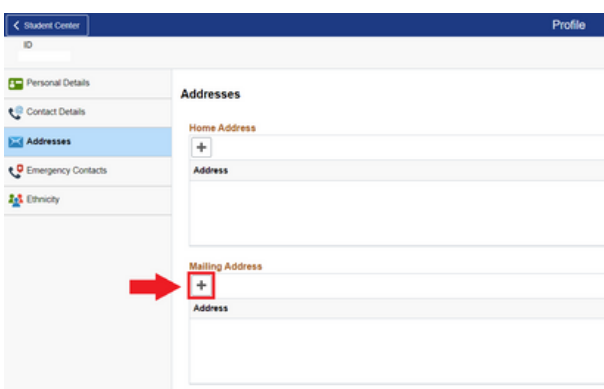 Student Center
Profile
ID
Personal Details
Contact Details
Addresses
Emergency Contacts
Ethnicity
Addresses
Home Address
+
Address
Mailing Address
+
Address